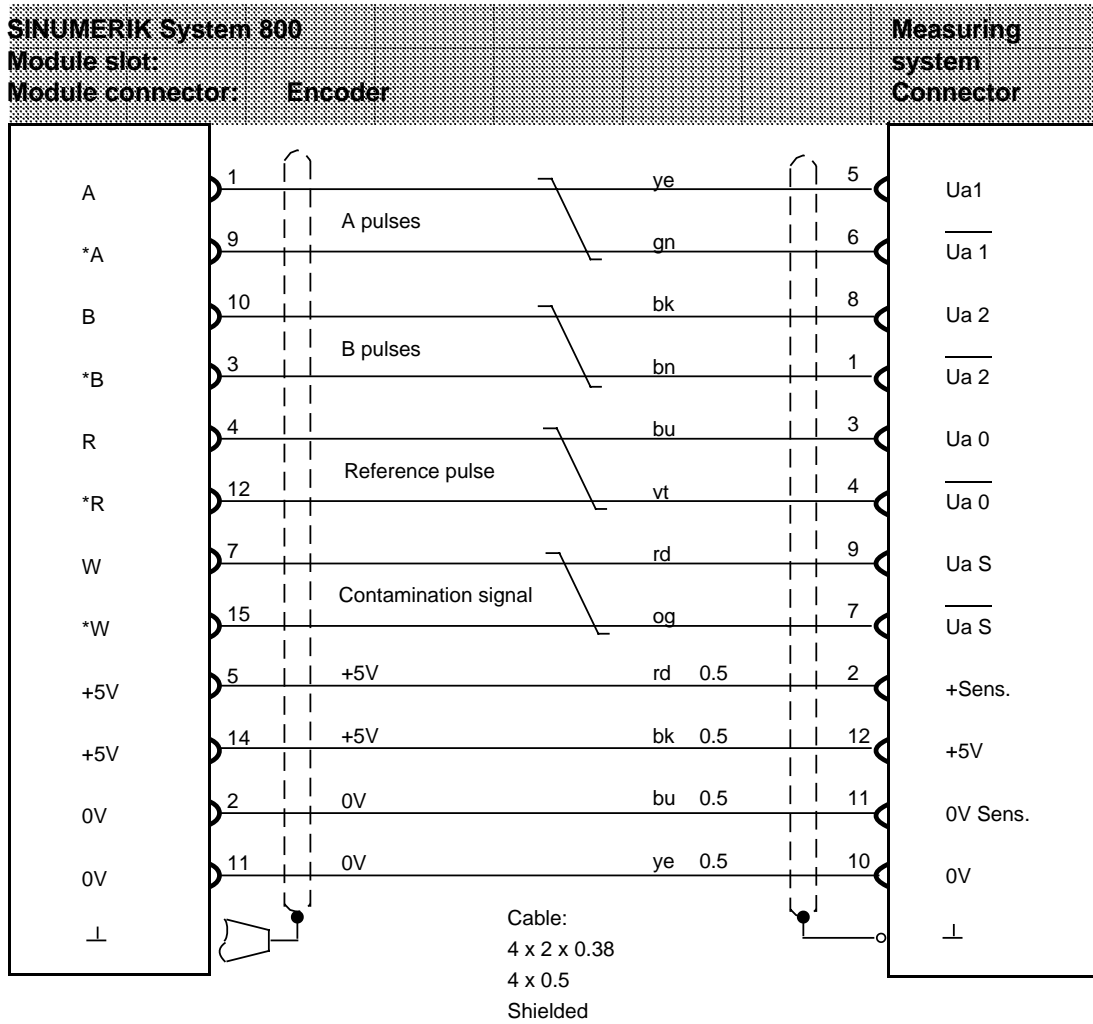 SINUMERIK System 800 Measuring
Module slot: system
Module connector: Encoder Connector
A 1 ye 5 Ua1
A pulses
*A 9 gn 6 Ua 1
B 10 bk 8 Ua 2
B pulses
*B 3 bn 1 Ua 2
R 4 bu 3 Ua 0
Reference pulse
*R 12 vt 4 Ua 0
W 7 rd 9 Ua S
Contamination signal
*W 15 og 7 Ua S
+5V 5 +5V rd 0.5 2 +Sens.
+5V 14 +5V bk 0.5 12 +5V
0V 2 0V bu 0.5 11 0V Sens.
0V 11 0V ye 0.5 10 0V
Cable:
4 x 2 x 0.38
4 x 0.5
Shielded